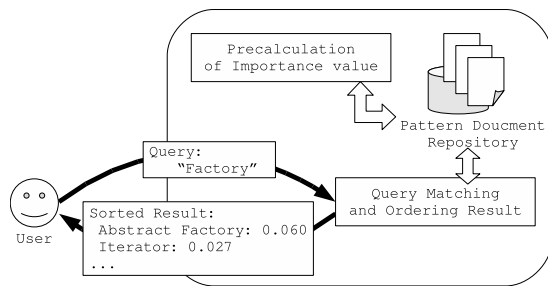 Precalculation
of Importance value
Pattern Doucment
Repository
Query:
“Factory”
Query Matching
and Ordering Result
Sorted Result:
Abstract Factory: 0.060
Iterator: 0.027
...
User